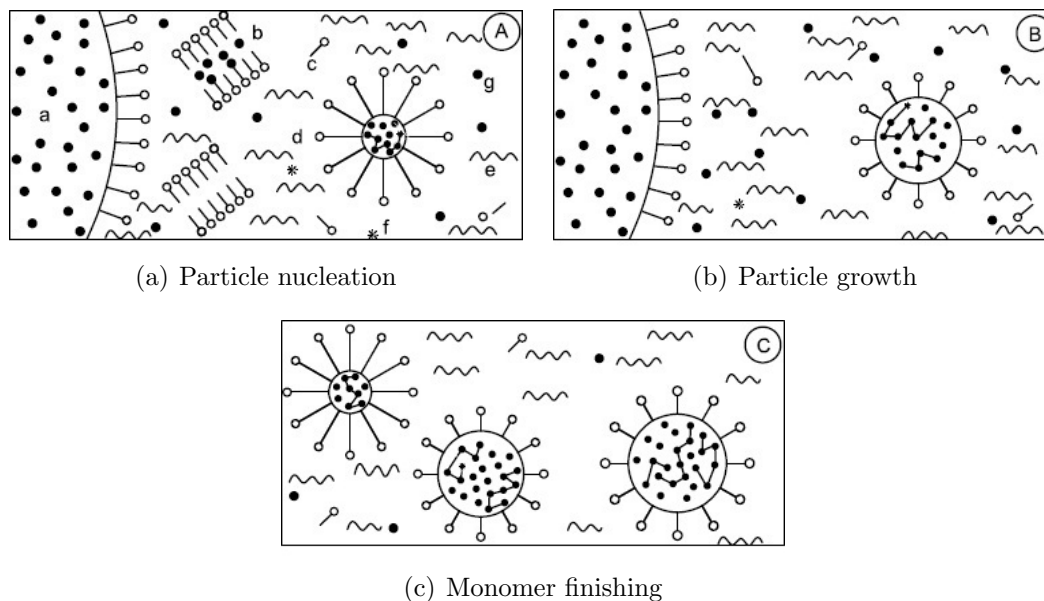 A
b
c
g
a
d
e
f
(a) Particle nucleation
B
(b) Particle growth
C
(c) Monomer finishing